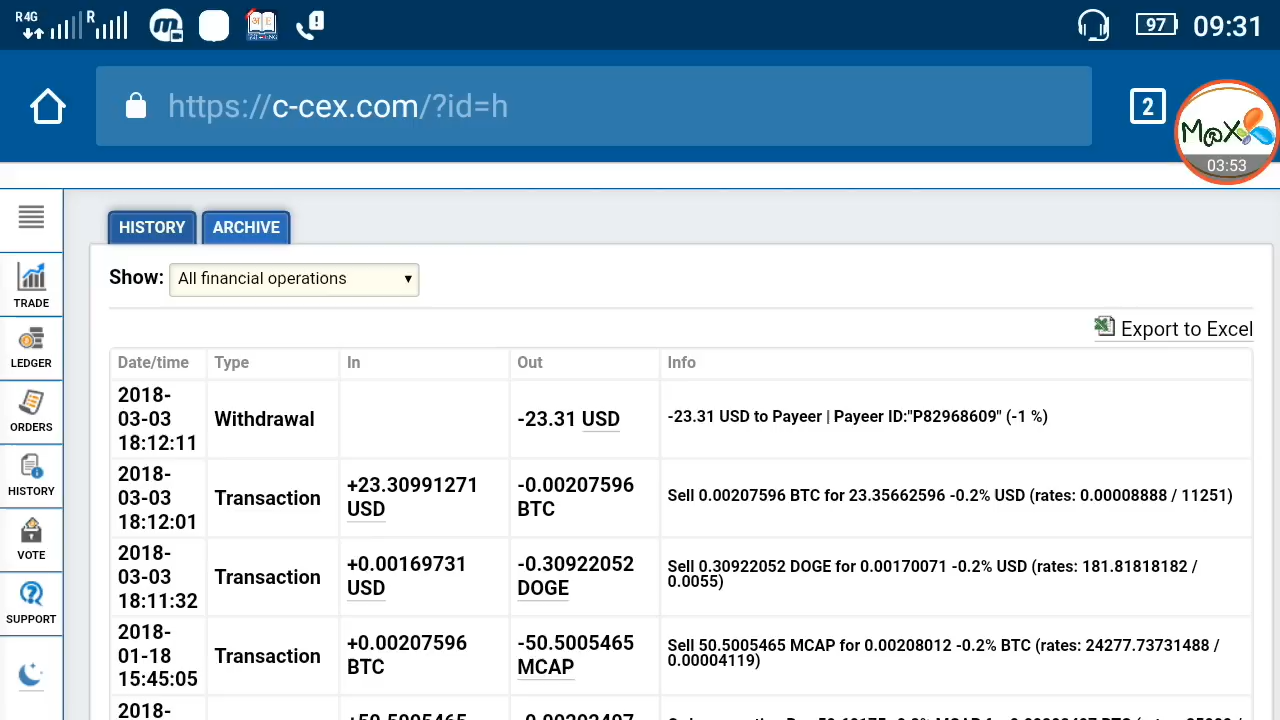 R4G R 97 09:31
https://c-cex.com/?id=h 2
M@X
03:53
HISTORY ARCHIVE
Show: All financial operations
Export to Excel
Date/time Type In Out Info
2018-
03-03
18:12:11
Withdrawal
-23.31 USD
-23.31 USD to Payeer | Payeer ID:"P82968609" (-1 %)
2018-
03-03
18:12:01
Transaction
+23.30991271
USD
-0.00207596
BTC
Sell 0.00207596 BTC for 23.35662596 -0.2% USD (rates: 0.00008888 / 11251)
2018-
03-03
18:11:32
Transaction
+0.00169731
USD
-0.30922052
DOGE
Sell 0.30922052 DOGE for 0.00170071 -0.2% USD (rates: 181.81818182 /
0.0055)
2018-
01-18
15:45:05
Transaction
+0.00207596
BTC
-50.5005465
MCAP
Sell 50.5005465 MCAP for 0.00208012 -0.2% BTC (rates: 24277.73731488 /
0.00004119)
2018-
TRADE
LEDGER
ORDERS
HISTORY
VOTE
SUPPORT